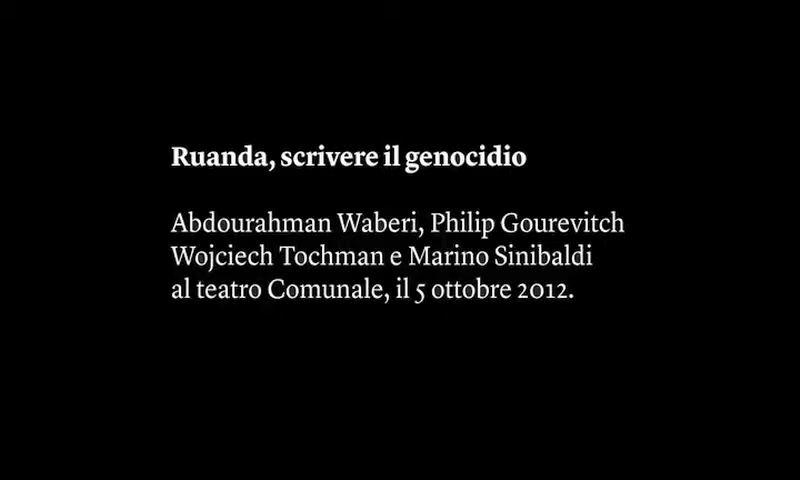 Ruanda, scrivere il genocidio
Abdourahman Waberi, Philip Gourevitch
Wojciech Tochman e Marino Sinibaldi
al teatro Comunale, il 5 ottobre 2012.